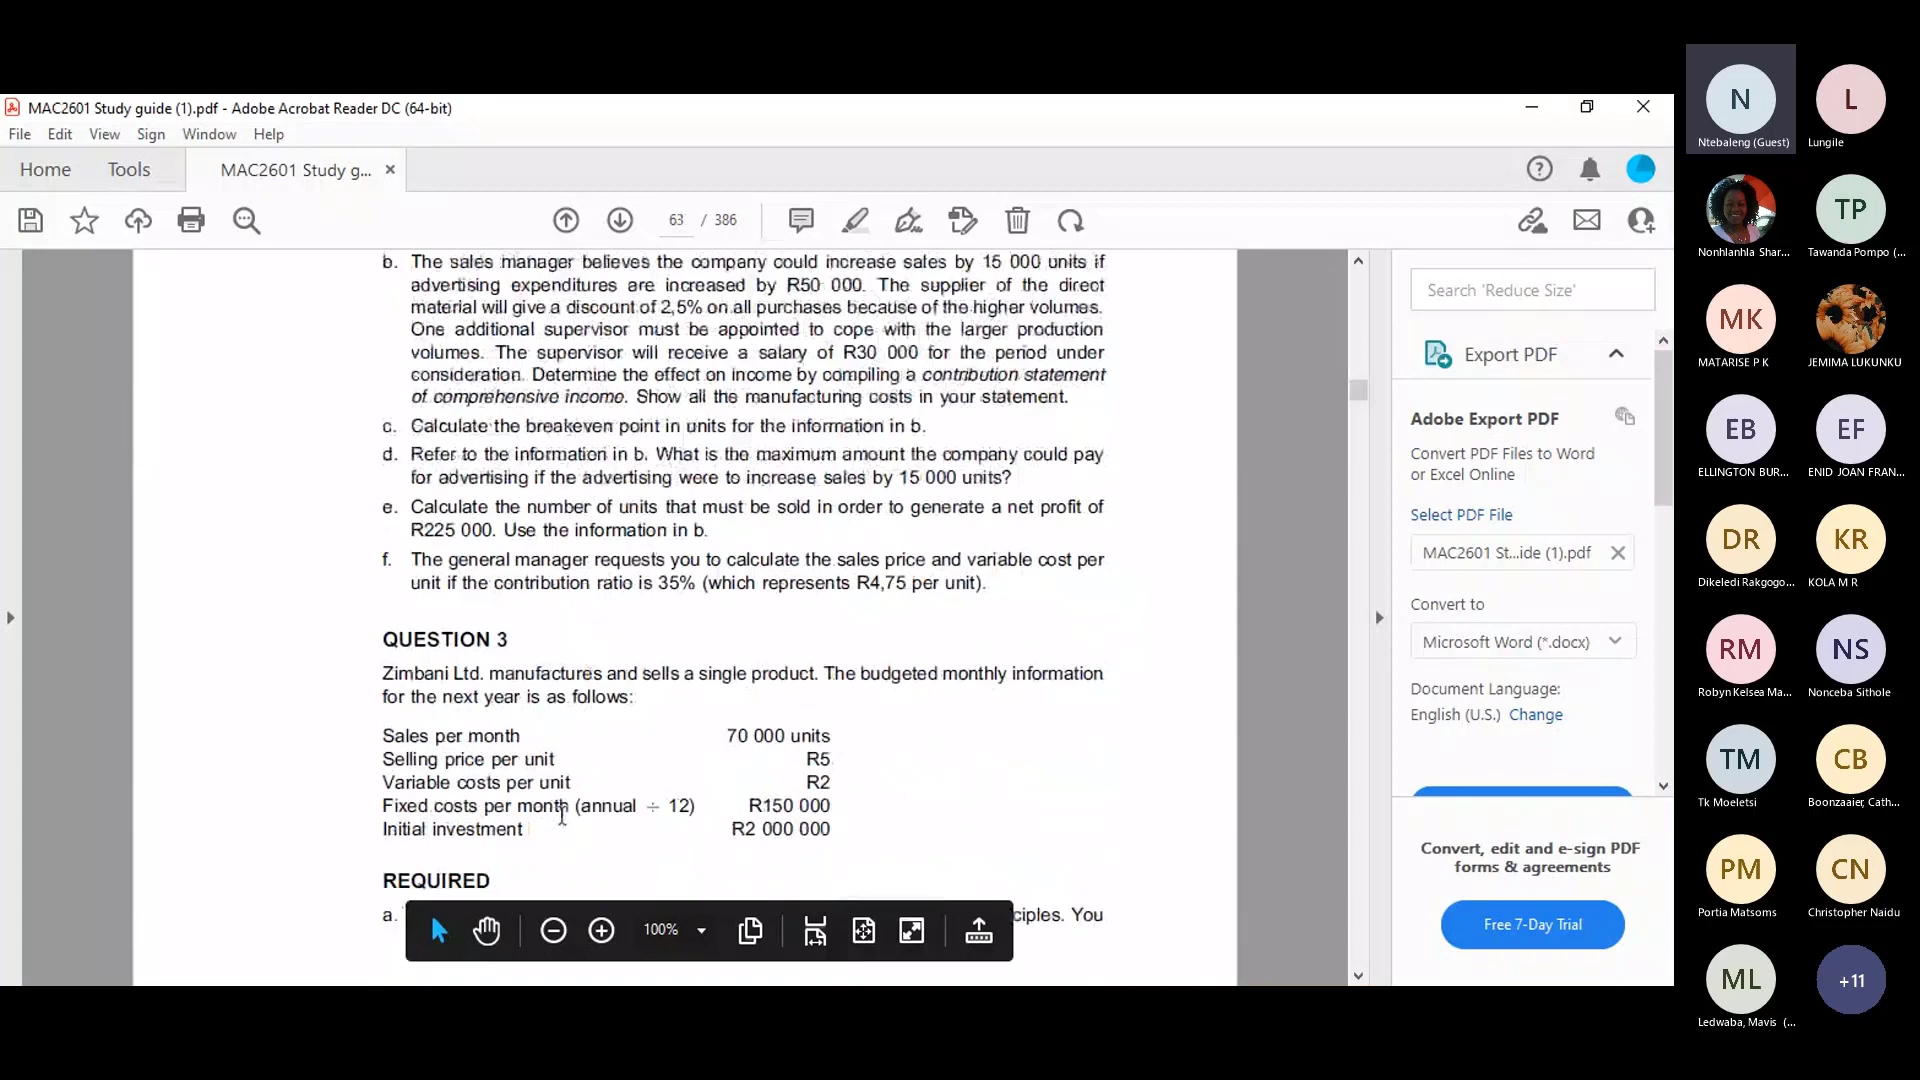 MAC2601 Study guide (1).pdf - Adobe Acrobat Reader DC (64-bit)
File Edit View Sign Window Help
Home Tools MAC2601 Study g...
63 / 386
b. The sales manager believes the company could increase sales by 15 000 units if
advertising expenditures are increased by R50 000. The supplier of the direct
material will give a discount of 2,5% on all purchases because of the higher volumes.
One additional supervisor must be appointed to cope with the larger production
volumes. The supervisor will receive a salary of R30 000 for the period under
consideration. Determine the effect on income by compiling a contribution statement
of comprehensive income. Show all the manufacturing costs in your statement.
c. Calculate the breakeven point in units for the information in b.
d. Refer to the information in b. What is the maximum amount the company could pay
for advertising if the advertising were to increase sales by 15 000 units?
e. Calculate the number of units that must be sold in order to generate a net profit of
R225 000. Use the information in b.
f. The general manager requests you to calculate the sales price and variable cost per
unit if the contribution ratio is 35% (which represents R4,75 per unit).
QUESTION 3
Zimbani Ltd. manufactures and sells a single product. The budgeted monthly information
for the next year is as follows:
Sales per month 70 000 units
Selling price per unit R5
Variable costs per unit R2
Fixed costs per month (annual ÷ 12) R150 000
Initial investment R2 000 000
REQUIRED
a. ciples. You
100%
Search 'Reduce Size'
Export PDF
Adobe Export PDF
Convert PDF Files to Word
or Excel Online
Select PDF File
MAC2601 St...ide (1).pdf
Convert to
Microsoft Word (*.docx)
Document Language:
English (U.S.) Change
Convert, edit and e-sign PDF
forms & agreements
Free 7-Day Trial
N L
Ntebaleng (Guest) Lungile
TP
Nonhlanhla Shar... Tawanda Pompo (...
MK
MATARISE P K JEMIMA LUKUNKU
EB EF
ELLINGTON BUR... ENID JOAN FRAN...
DR KR
Dikeledi Rakgogo... KOLA M R
RM NS
Robyn Kelsea Ma... Nonceba Sithole
TM CB
Tk Moeletsi Boonzaaier, Cath...
PM CN
Portia Matsoms Christopher Naidu
ML +11
Ledwaba, Mavis (...